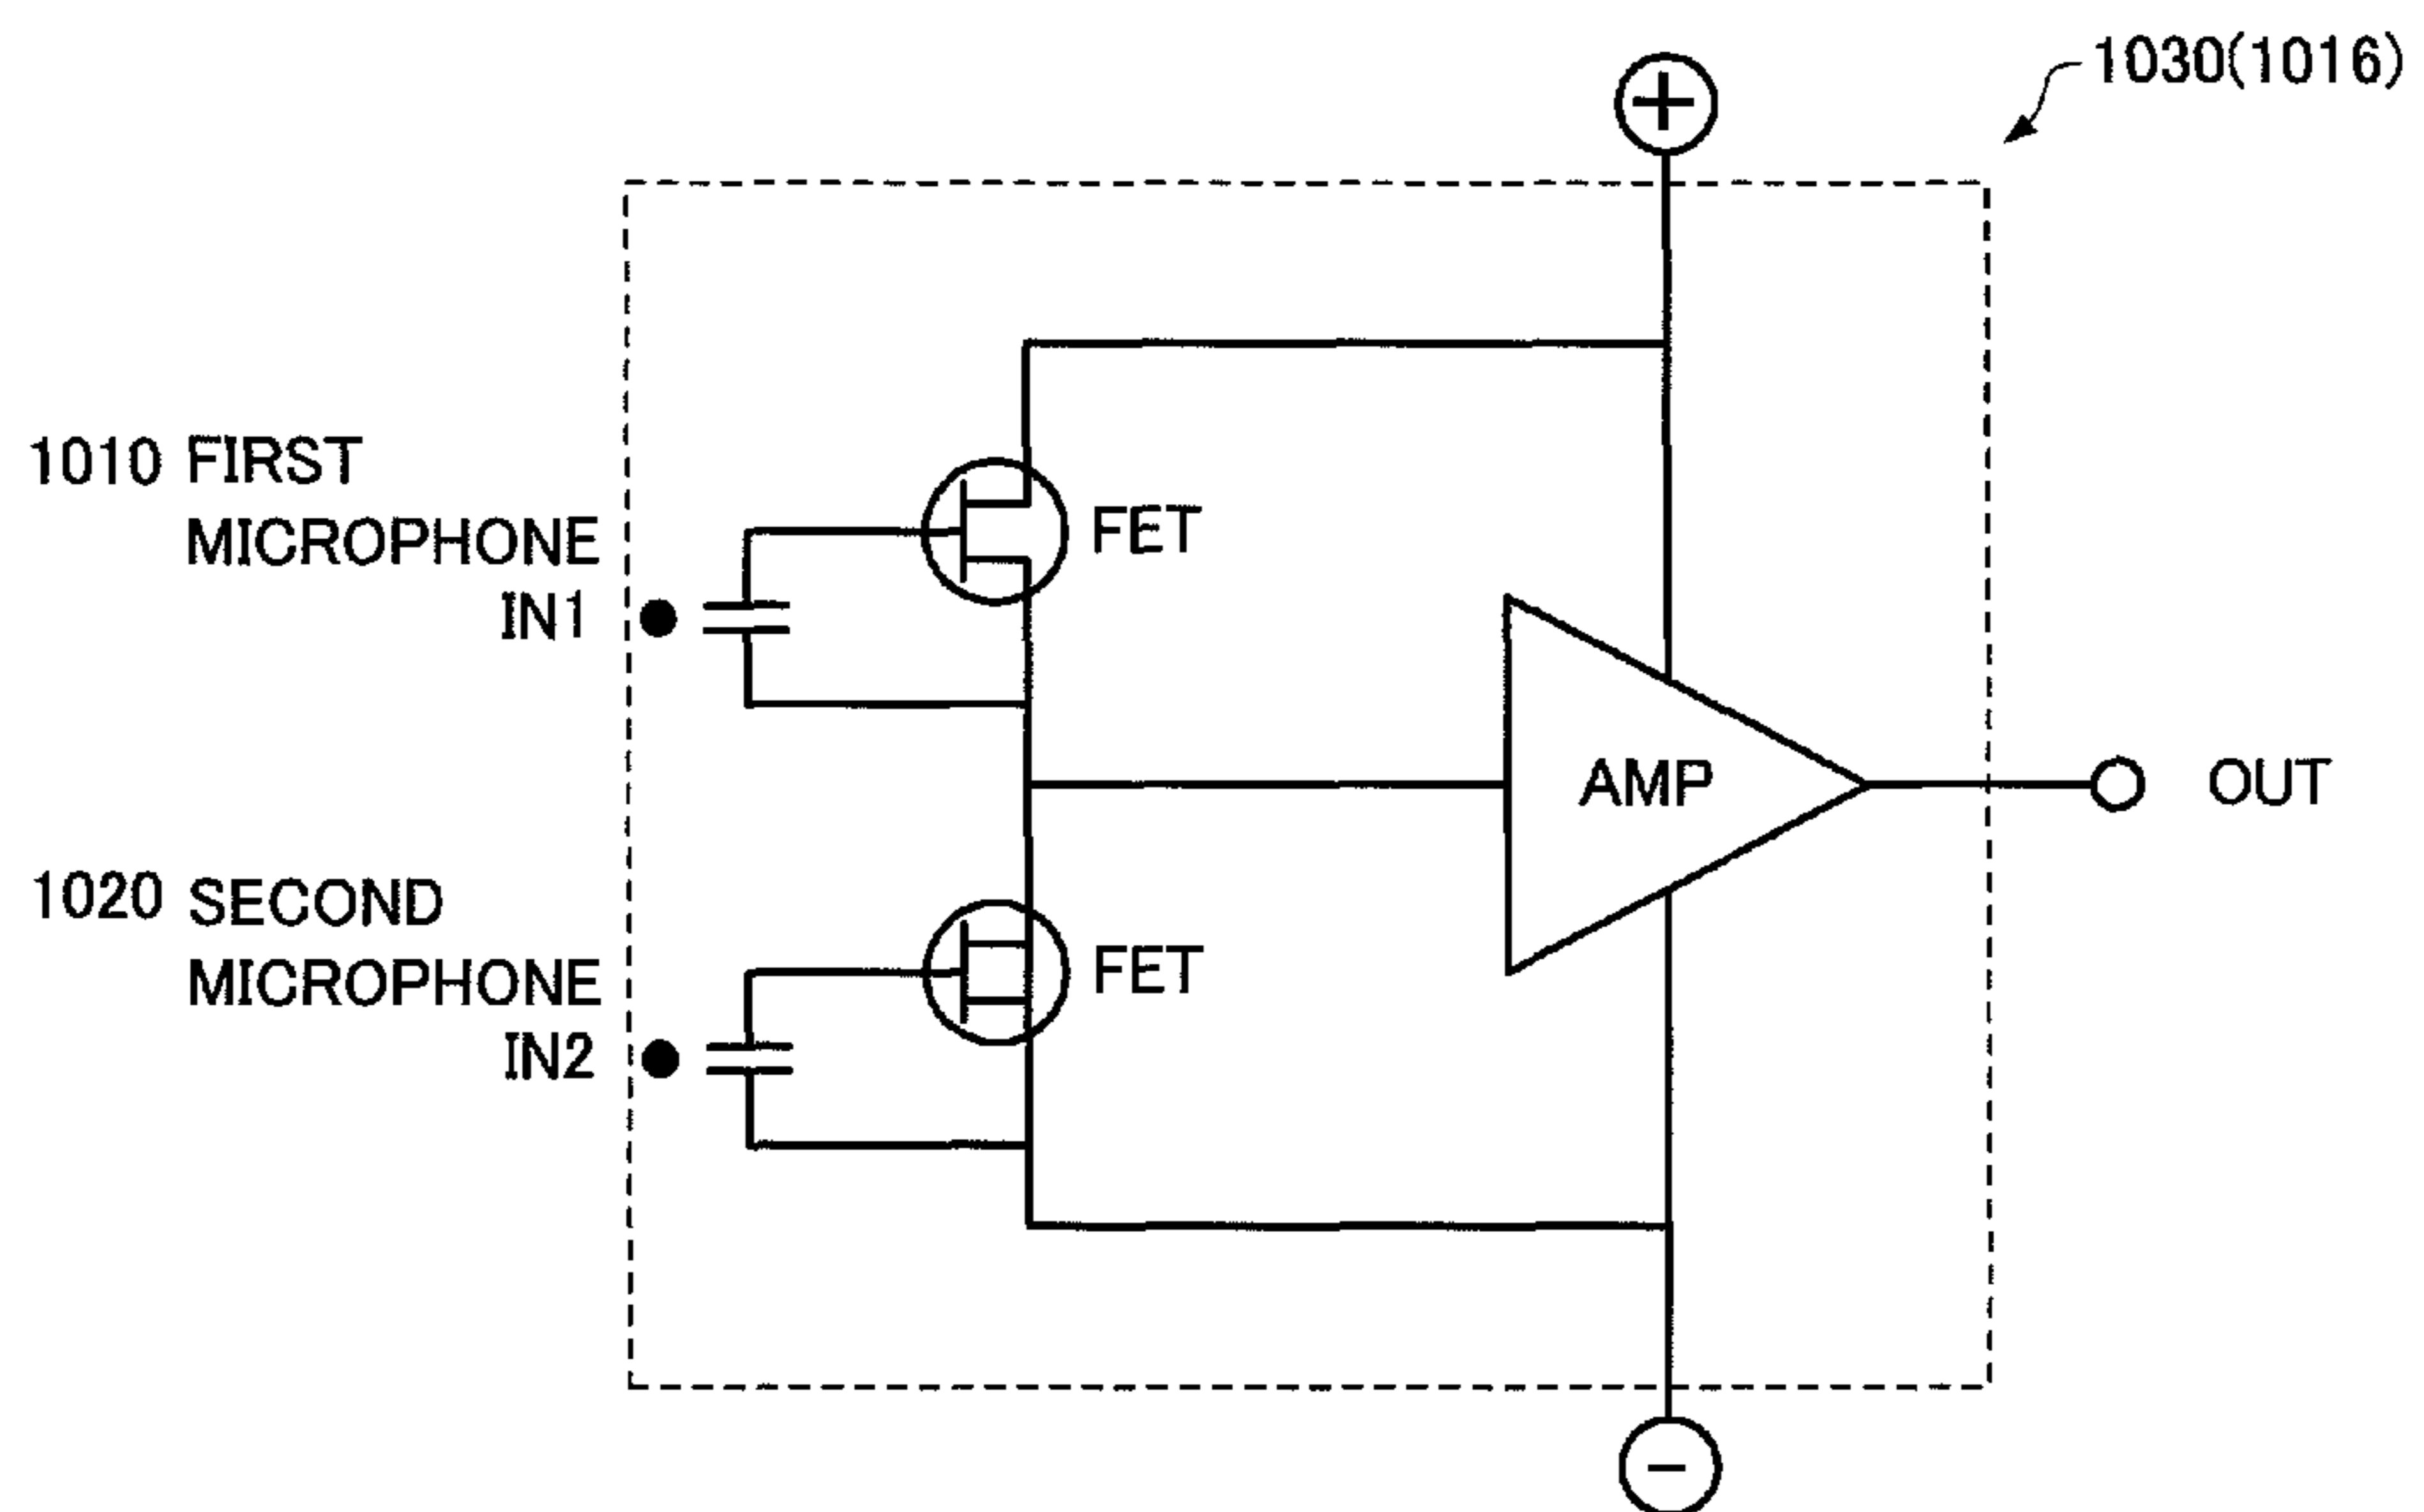 1030(1016)
+
1010 FIRST
MICROPHONE
IN1
FET
AMP
OUT
1020 SECOND
MICROPHONE
IN2
FET
-